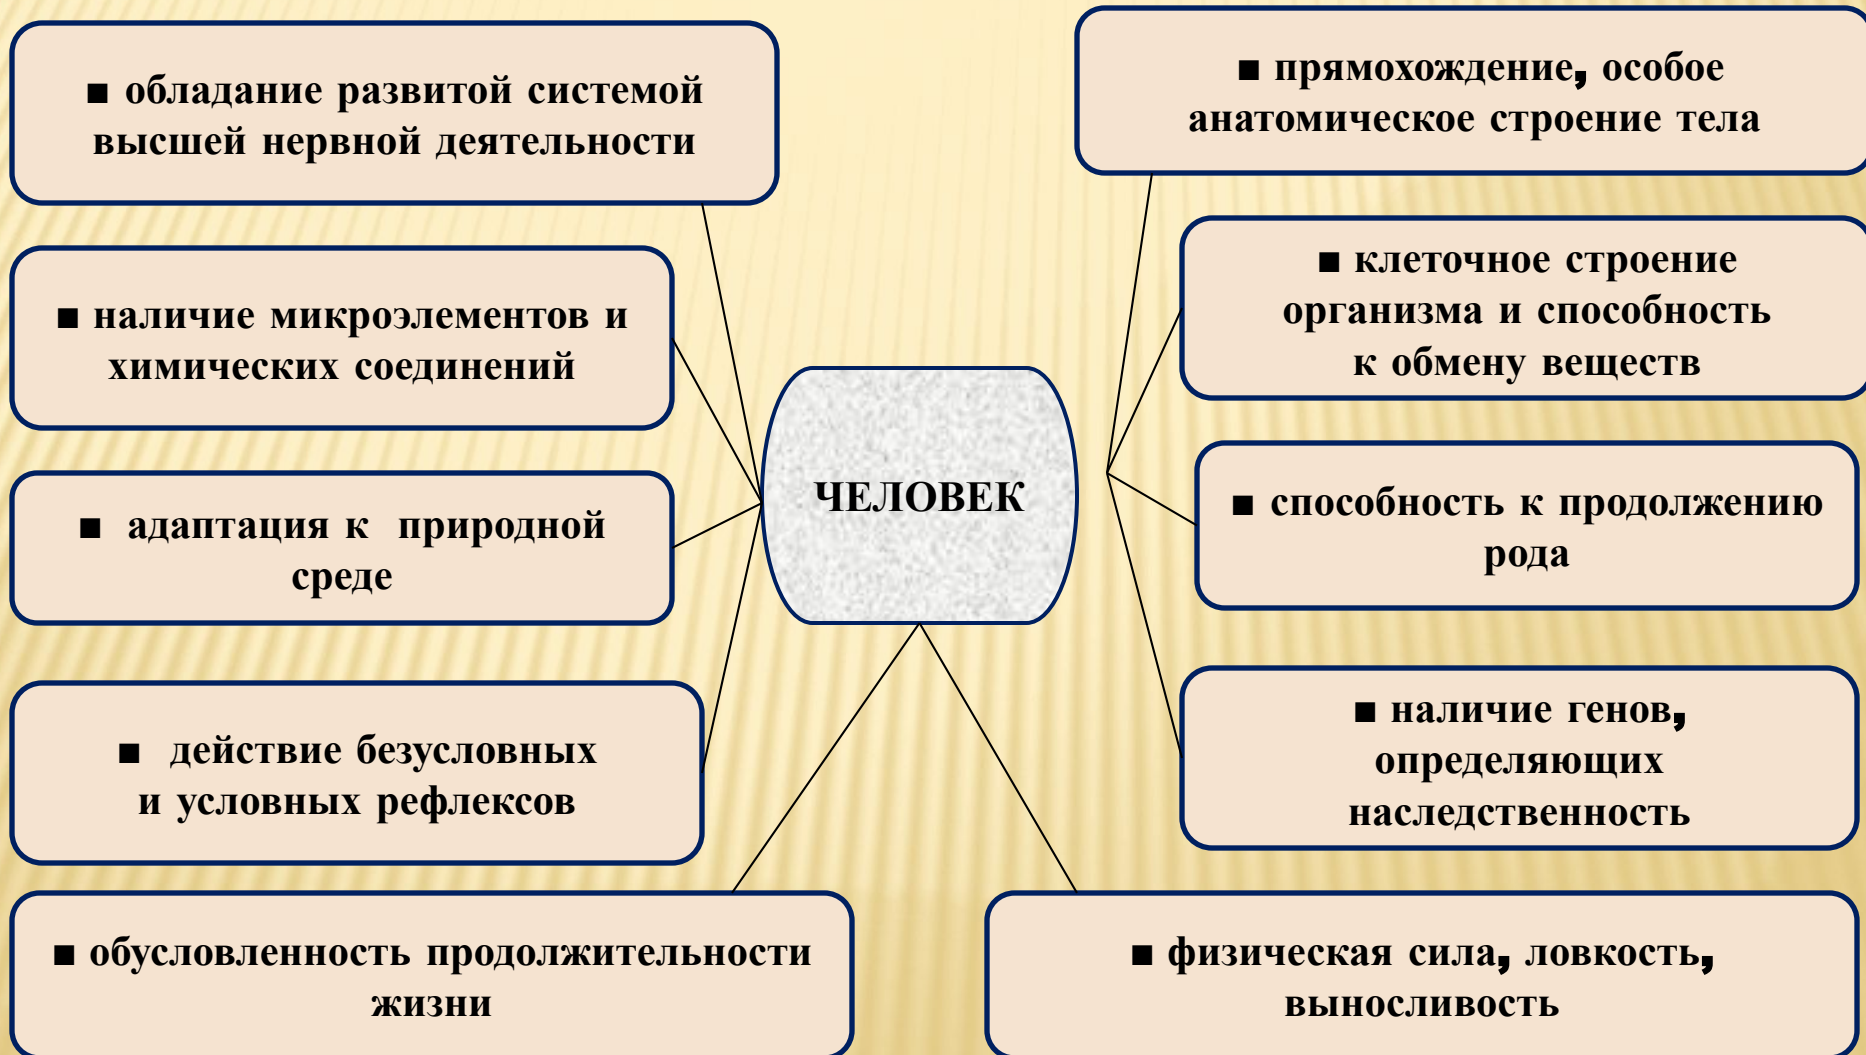 ■ обладание развитой системой
высшей нервной деятельности
■ прямохождение, особое
анатомическое строение тела
■ наличие микроэлементов и
химических соединений
■ клеточное строение
организма и способность
к обмену веществ
ЧЕЛОВЕК
■ адаптация к природной
среде
■ способность к продолжению
рода
■ действие безусловных
и условных рефлексов
■ наличие генов,
определяющих
наследственность
■ обусловленность продолжительности
жизни
■ физическая сила, ловкость,
выносливость